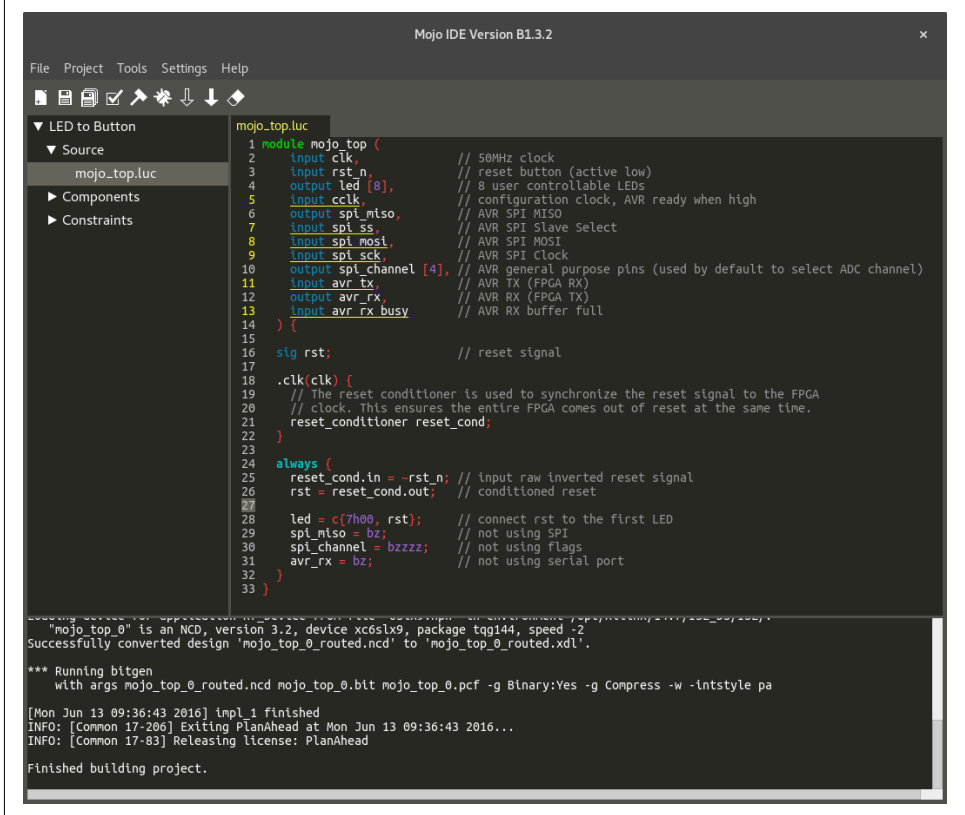 Mojo IDE Version B1.3.2 ×
File Project Tools Settings Help
▼ LED to Button
▼ Source
mojo_top.luc
▶ Components
▶ Constraints
mojo_top.luc
1 module mojo_top (
2 input clk, // 50MHz clock
3 input rst_n, // reset button (active low)
4 output led [8], // 8 user controllable LEDs
5 input cclk, // configuration clock, AVR ready when high
6 output spi_miso, // AVR SPI MISO
7 input spi_ss, // AVR SPI Slave Select
8 input spi_mosi, // AVR SPI MOSI
9 input spi_sck, // AVR SPI Clock
10 output spi_channel [4], // AVR general purpose pins (used by default to select ADC channel)
11 input avr_tx, // AVR TX (FPGA RX)
12 output avr_rx, // AVR RX (FPGA TX)
13 input avr_rx_busy // AVR RX buffer full
14 ) {
15
16 sig rst; // reset signal
17
18 .clk(clk) {
19 // The reset conditioner is used to synchronize the reset signal to the FPGA
20 // clock. This ensures the entire FPGA comes out of reset at the same time.
21 reset_conditioner reset_cond;
22 }
23
24 always {
25 reset_cond.in = ~rst_n; // input raw inverted reset signal
26 rst = reset_cond.out; // conditioned reset
27
28 led = c{7h00, rst}; // connect rst to the first LED
29 spi_miso = bz; // not using SPI
30 spi_channel = bzzzz; // not using flags
31 avr_rx = bz; // not using serial port
32 }
33 }
"mojo_top_0" is an NCD, version 3.2, device xc6slx9, package tqg144, speed -2
Successfully converted design 'mojo_top_0_routed.ncd' to 'mojo_top_0_routed.xdl'.
*** Running bitgen
with args mojo_top_0_routed.ncd mojo_top_0.bit mojo_top_0.pcf -g Binary:Yes -g Compress -w -intstyle pa
[Mon Jun 13 09:36:43 2016] impl_1 finished
INFO: [Common 17-206] Exiting PlanAhead at Mon Jun 13 09:36:43 2016...
INFO: [Common 17-83] Releasing license: PlanAhead
Finished building project.